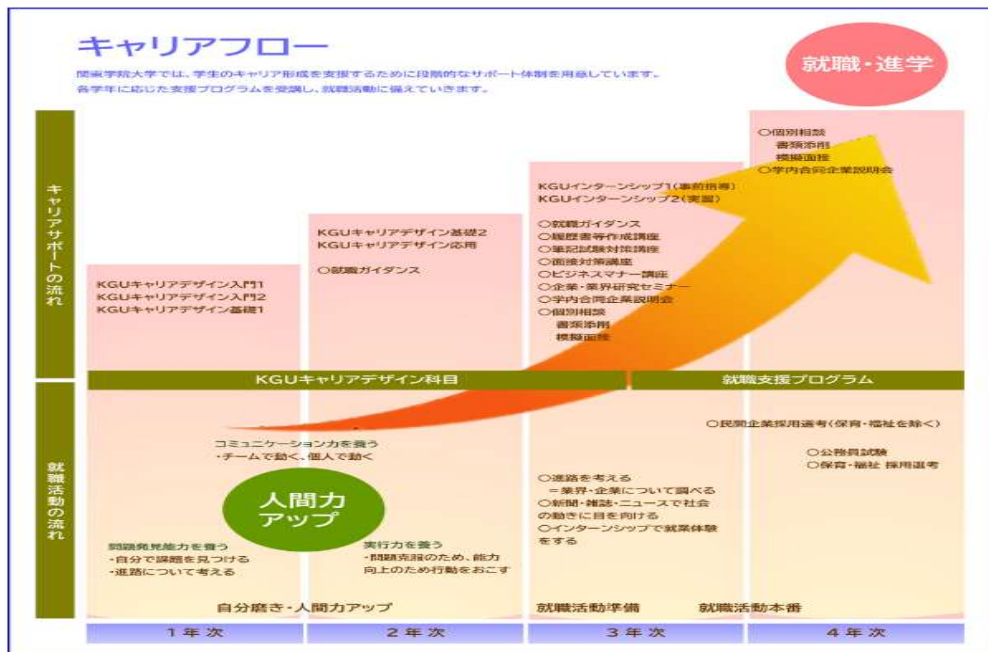 キャリアフロー
関東学院大学では、学生のキャリア形成を支援するために段階的なサポート体制を用意しています。
各学年に応じた支援プログラムを受講し、就職活動に備えていきます。
就職・進学
キャリアサポートの流れ
KGUキャリアデザイン入門1
KGUキャリアデザイン入門2
KGUキャリアデザイン基礎1
KGUキャリアデザイン基礎2
KGUキャリアデザイン応用
○就職ガイダンス
KGUインターンシップ1(事前指導)
KGUインターンシップ2(実習)
○就職ガイダンス
○履歴書等作成講座
○筆記試験対策講座
○面接対策講座
○ビジネスマナー講座
○企業・業界研究セミナー
○学内合同企業説明会
○個別相談
書類添削
模擬面接
○個別相談
書類添削
模擬面接
○学内合同企業説明会
KGUキャリアデザイン科目
就職支援プログラム
就職活動の流れ
コミュニケーション力を養う
・チームで動く、個人で動く
人間力
アップ
問題発見能力を養う
・自分で課題を見つける
・進路について考える
実行力を養う
・問題克服のため、能力
向上のため行動をおこす
○進路を考える
=業界・企業について調べる
○新聞・雑誌・ニュースで社会
の動きに目を向ける
○インターンシップで就業体験
をする
○民間企業採用選考(保育・福祉を除く)
○公務員試験
○保育・福祉 採用選考
自分磨き・人間力アップ
就職活動準備
就職活動本番
1年次
2年次
3年次
4年次